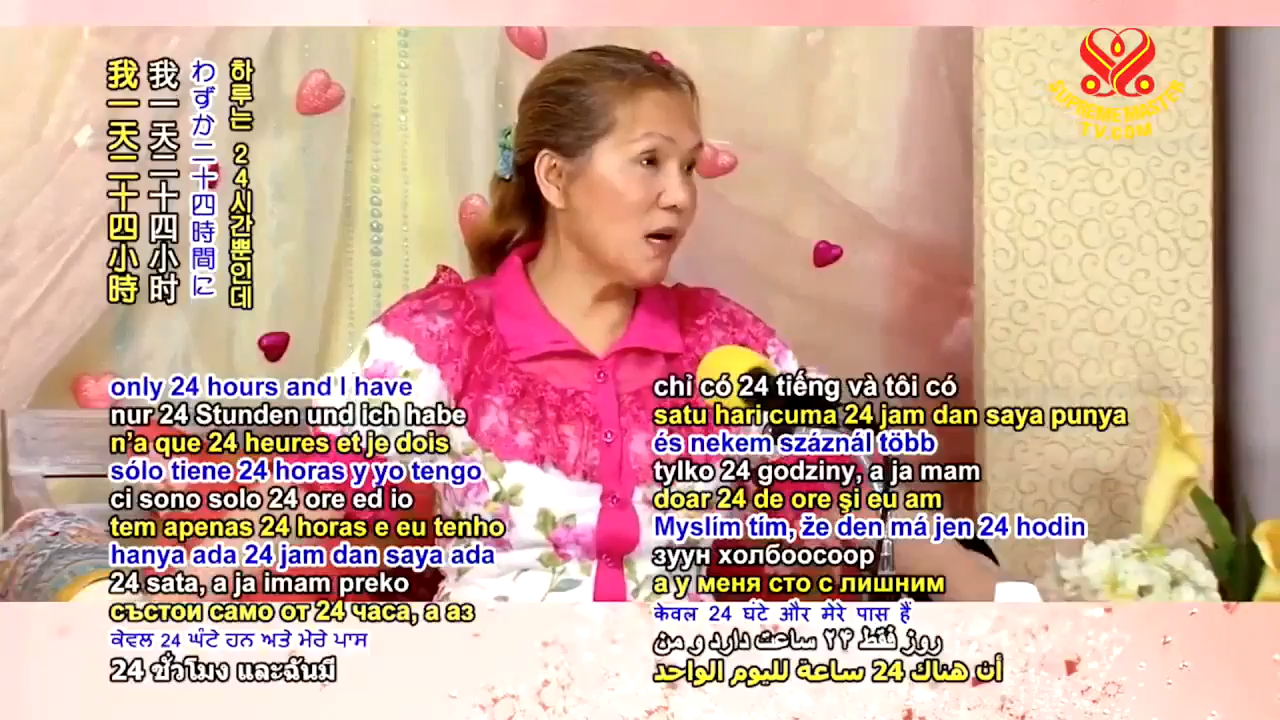 我一天二十四小時
我一天二十四小时
わずか二十四時間に
하루는 24시간뿐인데
SUPREME MASTER
TV.COM
only 24 hours and I have
nur 24 Stunden und ich habe
n'a que 24 heures et je dois
sólo tiene 24 horas y yo tengo
ci sono solo 24 ore ed io
tem apenas 24 horas e eu tenho
hanya ada 24 jam dan saya ada
24 sata, a ja imam preko
състои само от 24 часа, а аз
ਕੇਵਲ 24 ਘੰਟੇ ਹਨ ਅਤੇ ਮੇਰੇ ਪਾਸ
24 ชั่วโมง และฉันมี
chỉ có 24 tiếng và tôi có
satu hari cuma 24 jam dan saya punya
és nekem száznál több
tylko 24 godziny, a ja mam
doar 24 de ore şi eu am
Myslím tím, že den má jen 24 hodin
зуун холбоосоор
а у меня сто с лишним
केवल 24 घंटे और मेरे पास हैं
روز فقط ۲۴ ساعت دارد و من
أن هناك 24 ساعة لليوم الواحد